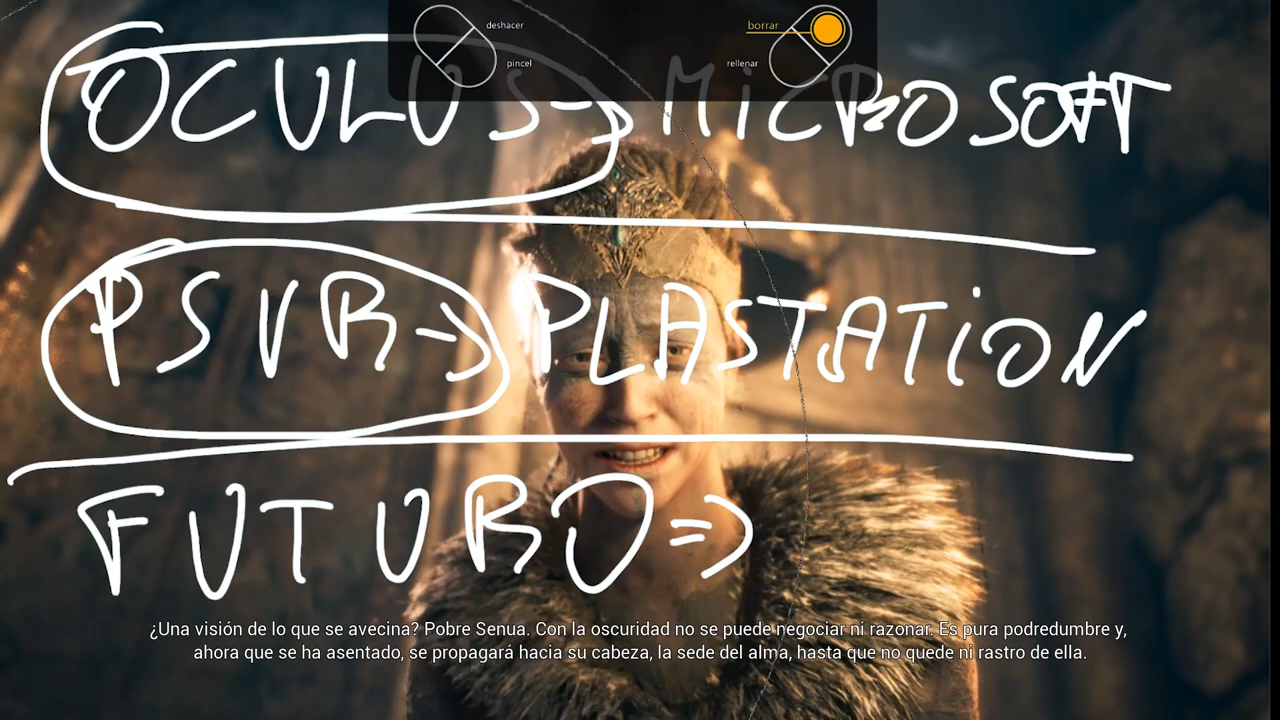 deshacer
borrar
pincel
rellenar
OCULUS → MiCROSOFT
PSVR → PLASTATiON
FUTURO ⇒
¿Una visión de lo que se avecina? Pobre Senua. Con la oscuridad no se puede negociar ni razonar. Es pura podredumbre y,
ahora que se ha asentado, se propagará hacia su cabeza, la sede del alma, hasta que no quede ni rastro de ella.